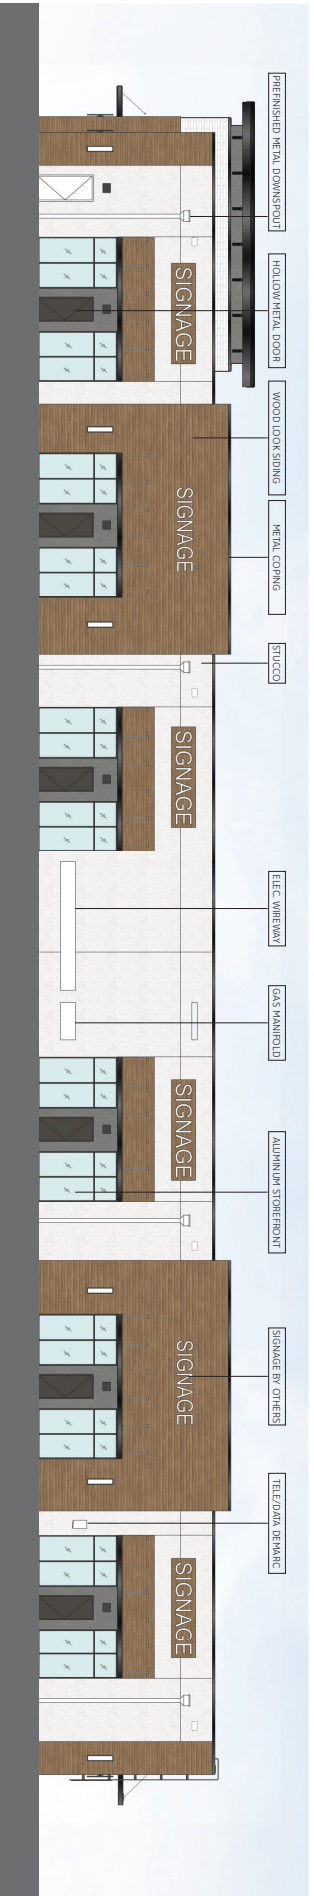 PREFINISHED METAL DOWNSPOUT
HOLLOW METAL DOOR
WOOD LOOK SIDING
METAL COPING
STUCCO
ELEC. WIREWAY
GAS MANIFOLD
ALUMINUM STOREFRONT
SIGNAGE BY OTHERS
TELE/DATA DEMARC
SIGNAGE
SIGNAGE
SIGNAGE
SIGNAGE
SIGNAGE
SIGNAGE